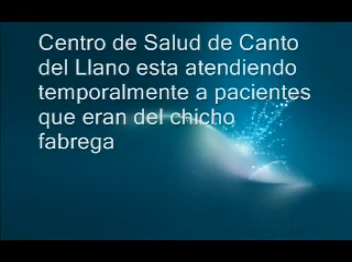 Centro de Salud de Canto
del Llano esta atendiendo
temporalmente a pacientes
que eran del chicho
fabrega